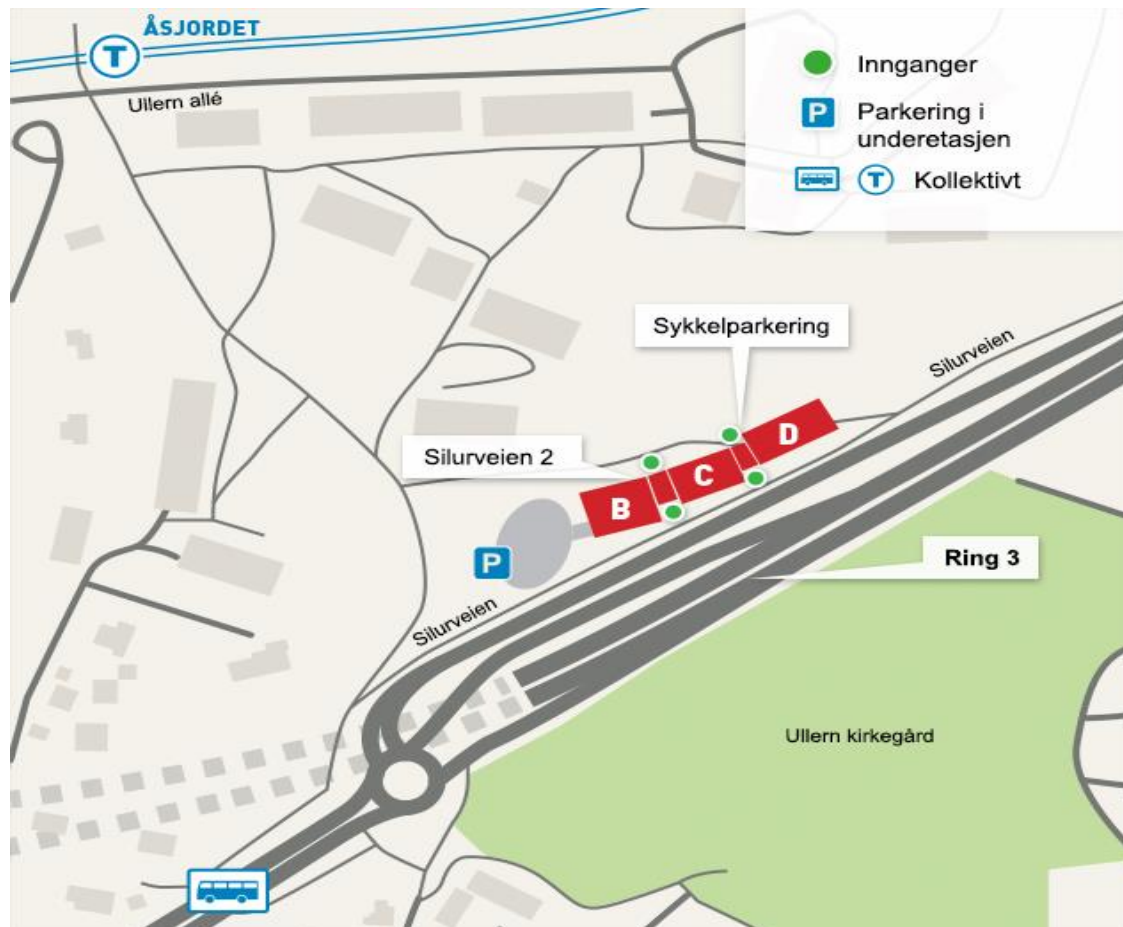 ÅSJORDET
T
Ullern allé
Innganger
P Parkering i
underetasjen
T Kollektivt
Sykkelparkering
Silurveien
D
Silurveien 2
C
B
P
Ring 3
Silurveien
Ullern kirkegård